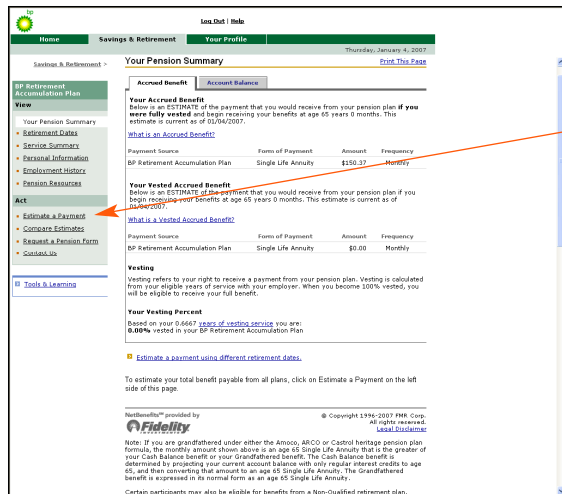 bp
Log Out | Help
Home Savings & Retirement Your Profile
Thursday, January 4, 2007
Savings & Retirement >
Your Pension Summary Print This Page
BP Retirement
Accumulation Plan
View
Your Pension Summary
Retirement Dates
Service Summary
Personal Information
Employment History
Pension Resources
Act
Estimate a Payment
Compare Estimates
Request a Pension Form
Contact Us
Tools & Learning
Accrued Benefit Account Balance
Your Accrued Benefit
Below is an ESTIMATE of the payment that you would receive from your pension plan if you
were fully vested and begin receiving your benefits at age 65 years 0 months. This
estimate is current as of 01/04/2007.
What is an Accrued Benefit?
Payment Source Form of Payment Amount Frequency
BP Retirement Accumulation Plan Single Life Annuity $150.37 Monthly
Your Vested Accrued Benefit
Below is an ESTIMATE of the payment that you would receive from your pension plan if you
begin receiving your benefits at age 65 years 0 months. This estimate is current as of
01/04/2007.
What is a Vested Accrued Benefit?
Payment Source Form of Payment Amount Frequency
BP Retirement Accumulation Plan Single Life Annuity $0.00 Monthly
Vesting
Vesting refers to your right to receive a payment from your pension plan. Vesting is calculated
from your eligible years of service with your employer. When you become 100% vested, you
will be eligible to receive your full benefit.
Your Vesting Percent
Based on your 0.6667 years of vesting service you are:
0.00% vested in your BP Retirement Accumulation Plan
Estimate a payment using different retirement dates.
To estimate your total benefit payable from all plans, click on Estimate a Payment on the left
side of this page.
NetBenefits℠ provided by
Fidelity
INVESTMENTS
© Copyright 1996-2007 FMR Corp.
All rights reserved.
Legal Disclaimer
Note: If you are grandfathered under either the Amoco, ARCO or Castrol heritage pension plan
formula, the monthly amount shown above is an age 65 Single Life Annuity that is the greater of
your Cash Balance benefit or your Grandfathered benefit. The Cash Balance benefit is
determined by projecting your current account balance with only regular interest credits to age
65, and then converting that amount to an age 65 Single Life Annuity. The Grandfathered
benefit is expressed in its normal form as an age 65 Single Life Annuity.
Certain participants may also be eligible for benefits from a Non-Qualified retirement plan.